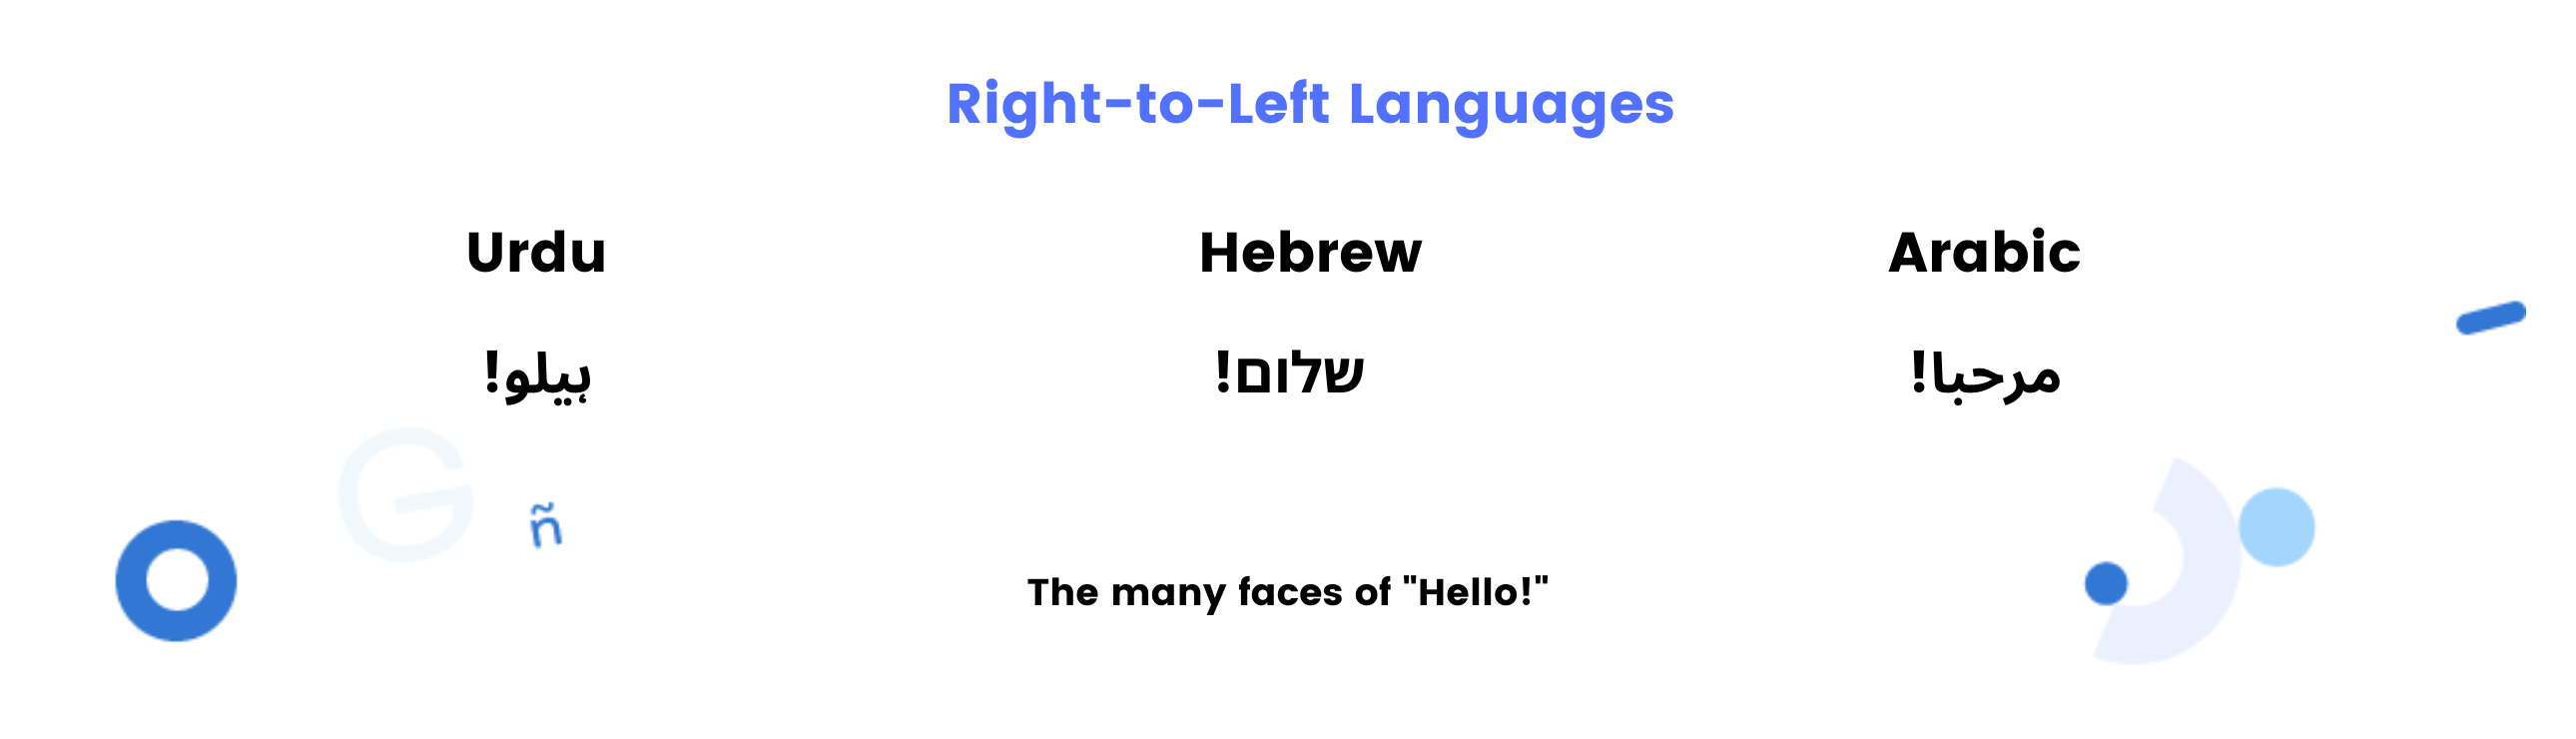 Right-to-Left Languages
Urdu
Hebrew
Arabic
ہیلو!
שלום!
مرحبا!
G
ñ
The many faces of "Hello!"